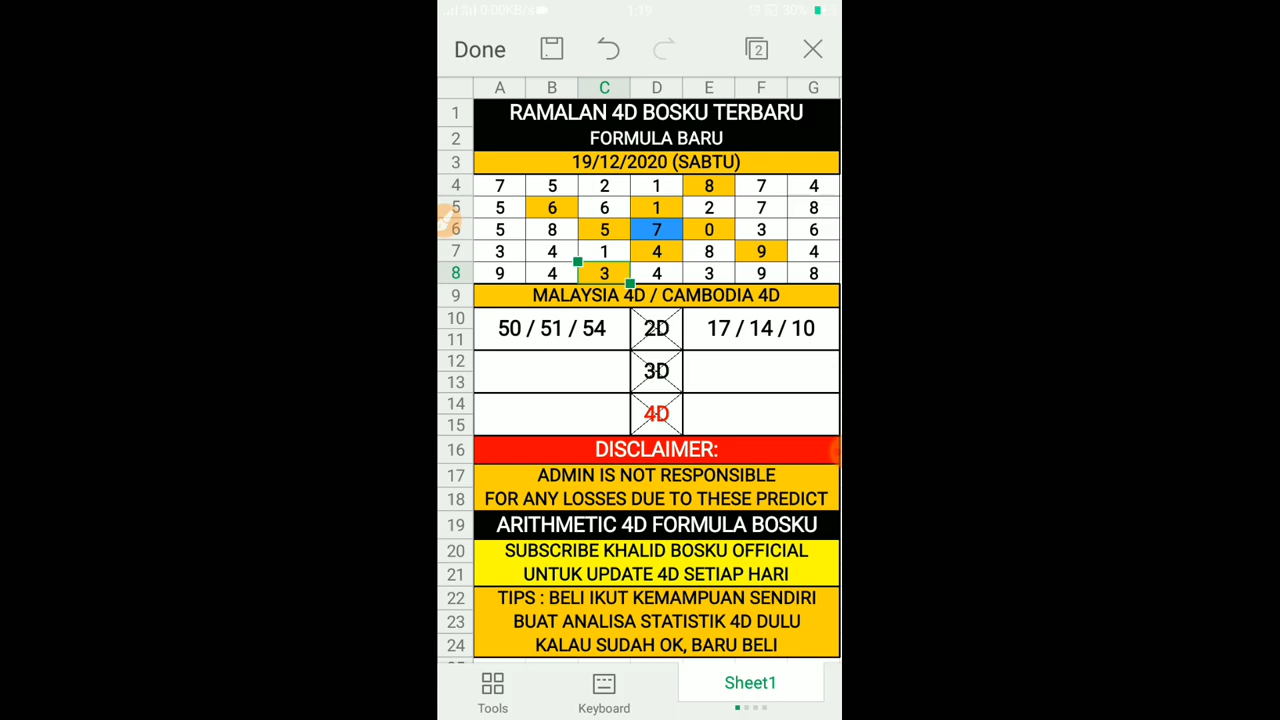 0.00KB/s 1:19 30%
Done 2
A B C D E F G
1 RAMALAN 4D BOSKU TERBARU
2 FORMULA BARU
3 19/12/2020 (SABTU)
4 7 5 2 1 8 7 4
5 5 6 6 1 2 7 8
6 5 8 5 7 0 3 6
7 3 4 1 4 8 9 4
8 9 4 3 4 3 9 8
9 MALAYSIA 4D / CAMBODIA 4D
10
50 / 51 / 54 2D 17 / 14 / 10
11
12
3D
13
14
4D
15
16 DISCLAIMER:
17 ADMIN IS NOT RESPONSIBLE
18 FOR ANY LOSSES DUE TO THESE PREDICT
19 ARITHMETIC 4D FORMULA BOSKU
20 SUBSCRIBE KHALID BOSKU OFFICIAL
21 UNTUK UPDATE 4D SETIAP HARI
22 TIPS : BELI IKUT KEMAMPUAN SENDIRI
23 BUAT ANALISA STATISTIK 4D DULU
24 KALAU SUDAH OK, BARU BELI
Tools Keyboard Sheet1